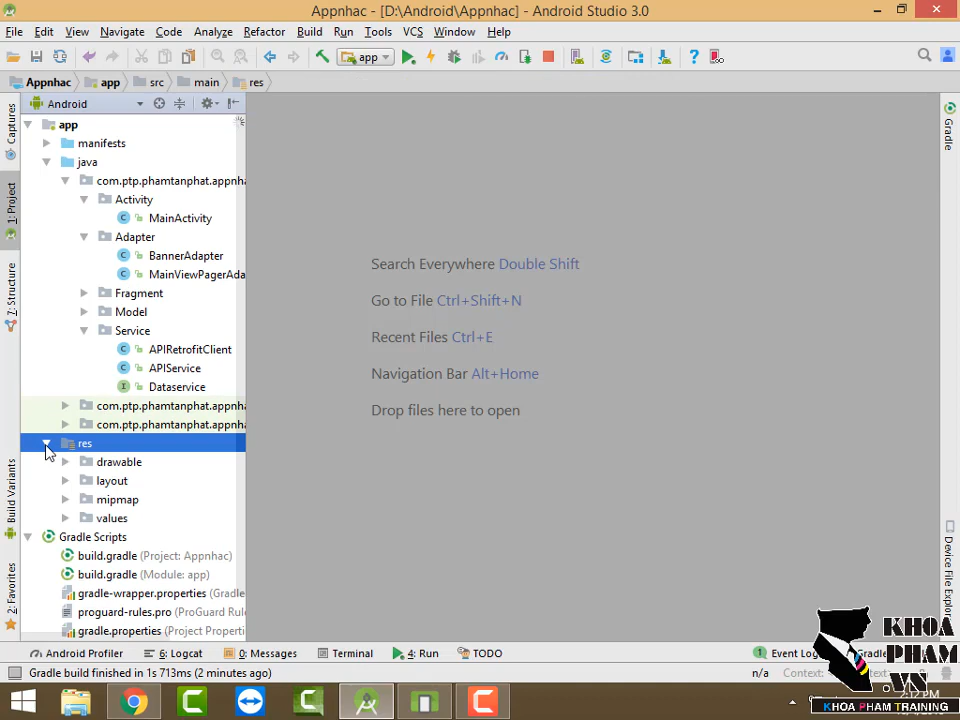 Appnhac - [D:\Android\Appnhac] - Android Studio 3.0
File Edit View Navigate Code Analyze Refactor Build Run Tools VCS Window Help
app
Appnhac app src main res
Android
Captures
1: Project
7: Structure
Build Variants
2: Favorites
app
manifests
java
com.ptp.phamtanphat.appnha
Activity
MainActivity
Adapter
BannerAdapter
MainViewPagerAda
Fragment
Model
Service
APIRetrofitClient
APIService
Dataservice
com.ptp.phamtanphat.appnha
com.ptp.phamtanphat.appnha
res
drawable
layout
mipmap
values
Gradle Scripts
build.gradle (Project: Appnhac)
build.gradle (Module: app)
gradle-wrapper.properties (Gradle
proguard-rules.pro (ProGuard Rule
gradle.properties (Project Properti
Search Everywhere Double Shift
Go to File Ctrl+Shift+N
Recent Files Ctrl+E
Navigation Bar Alt+Home
Drop files here to open
Gradle
Device File Explor
Android Profiler 6: Logcat 0: Messages Terminal 4: Run TODO
1 Event Log Gradle
Gradle build finished in 1s 713ms (2 minutes ago)
n/a Context:
KHOA
PHAM
KHOA PHAM TRAINING